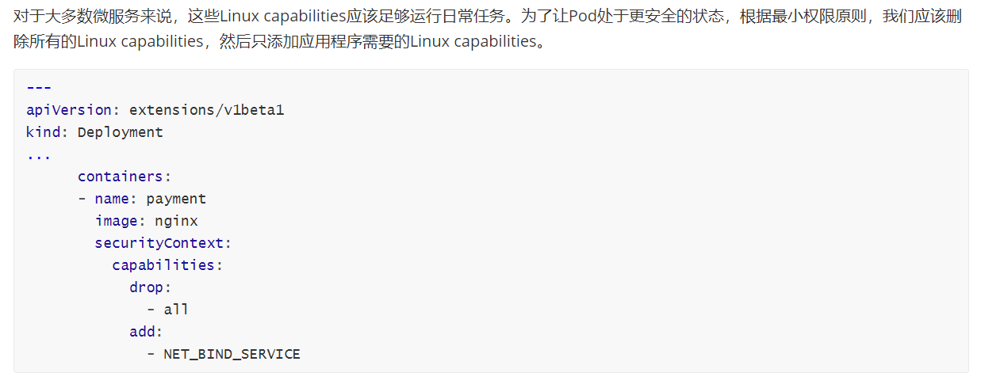 对于大多数微服务来说，这些Linux capabilities应该足够运行日常任务。为了让Pod处于更安全的状态，根据最小权限原则，我们应该删
除所有的Linux capabilities，然后只添加应用程序需要的Linux capabilities。
---
apiVersion: extensions/v1beta1
kind: Deployment
...
      containers:
      - name: payment
        image: nginx
        securityContext:
          capabilities:
            drop:
              - all
            add:
              - NET_BIND_SERVICE